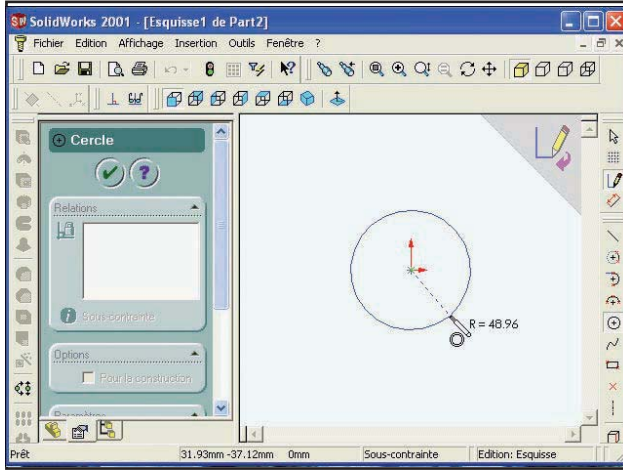 SolidWorks 2001 - [Esquisse1 de Part2]
Fichier Edition Affichage Insertion Outils Fenêtre ?
Cercle
Relations
Sous-contrainte
Options
Pour la construction
Paramètres
R = 48.96
Prêt 31.93mm -37.12mm 0mm Sous-contrainte Edition: Esquisse